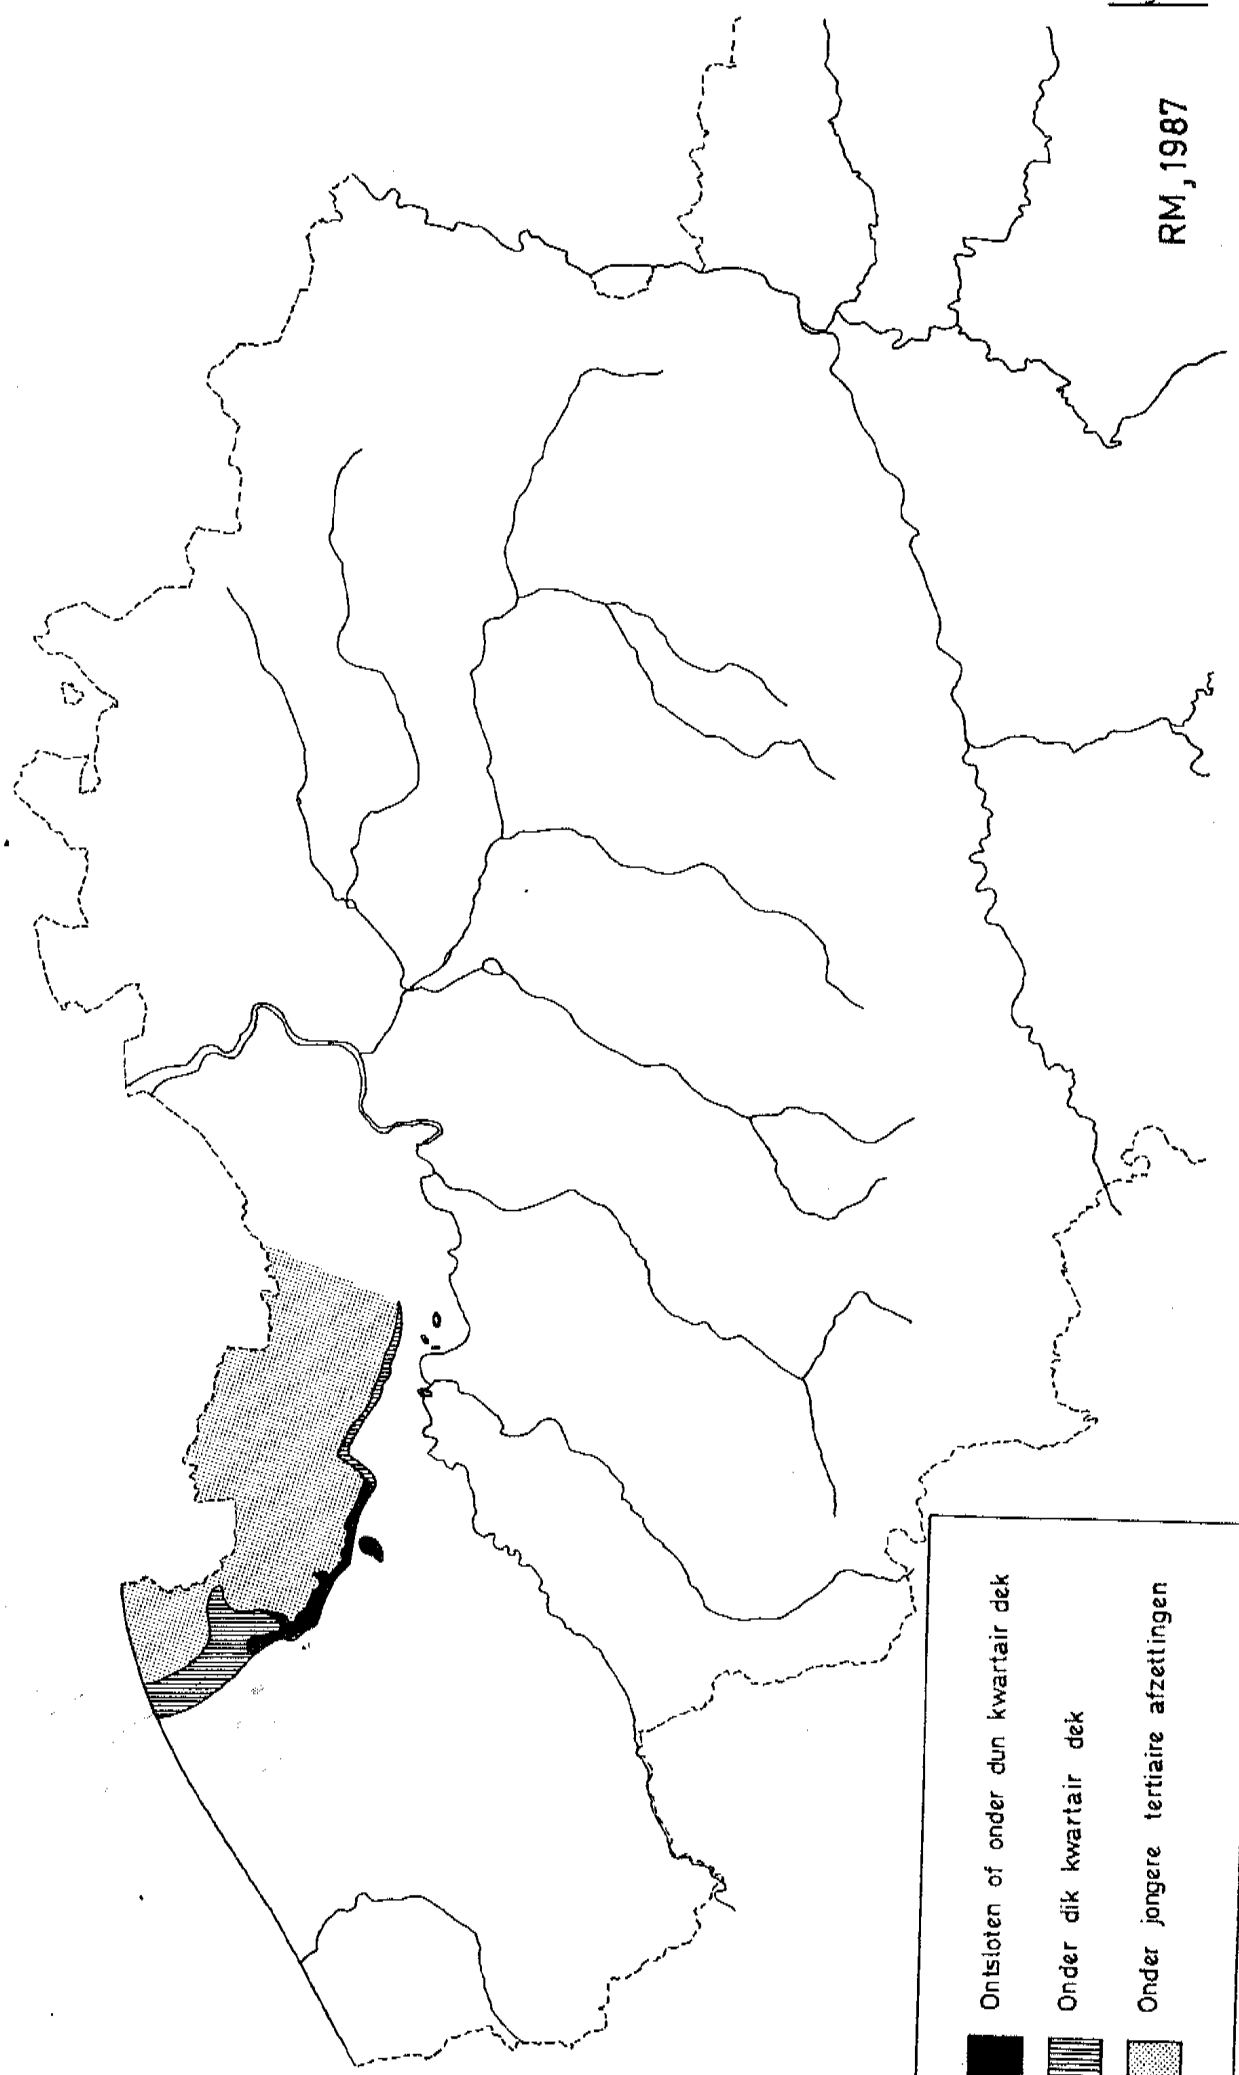 RM, 1987
Ontsloten of onder dun kwartair dek
Onder dik kwartair dek
Onder jongere tertiaire afzettingen